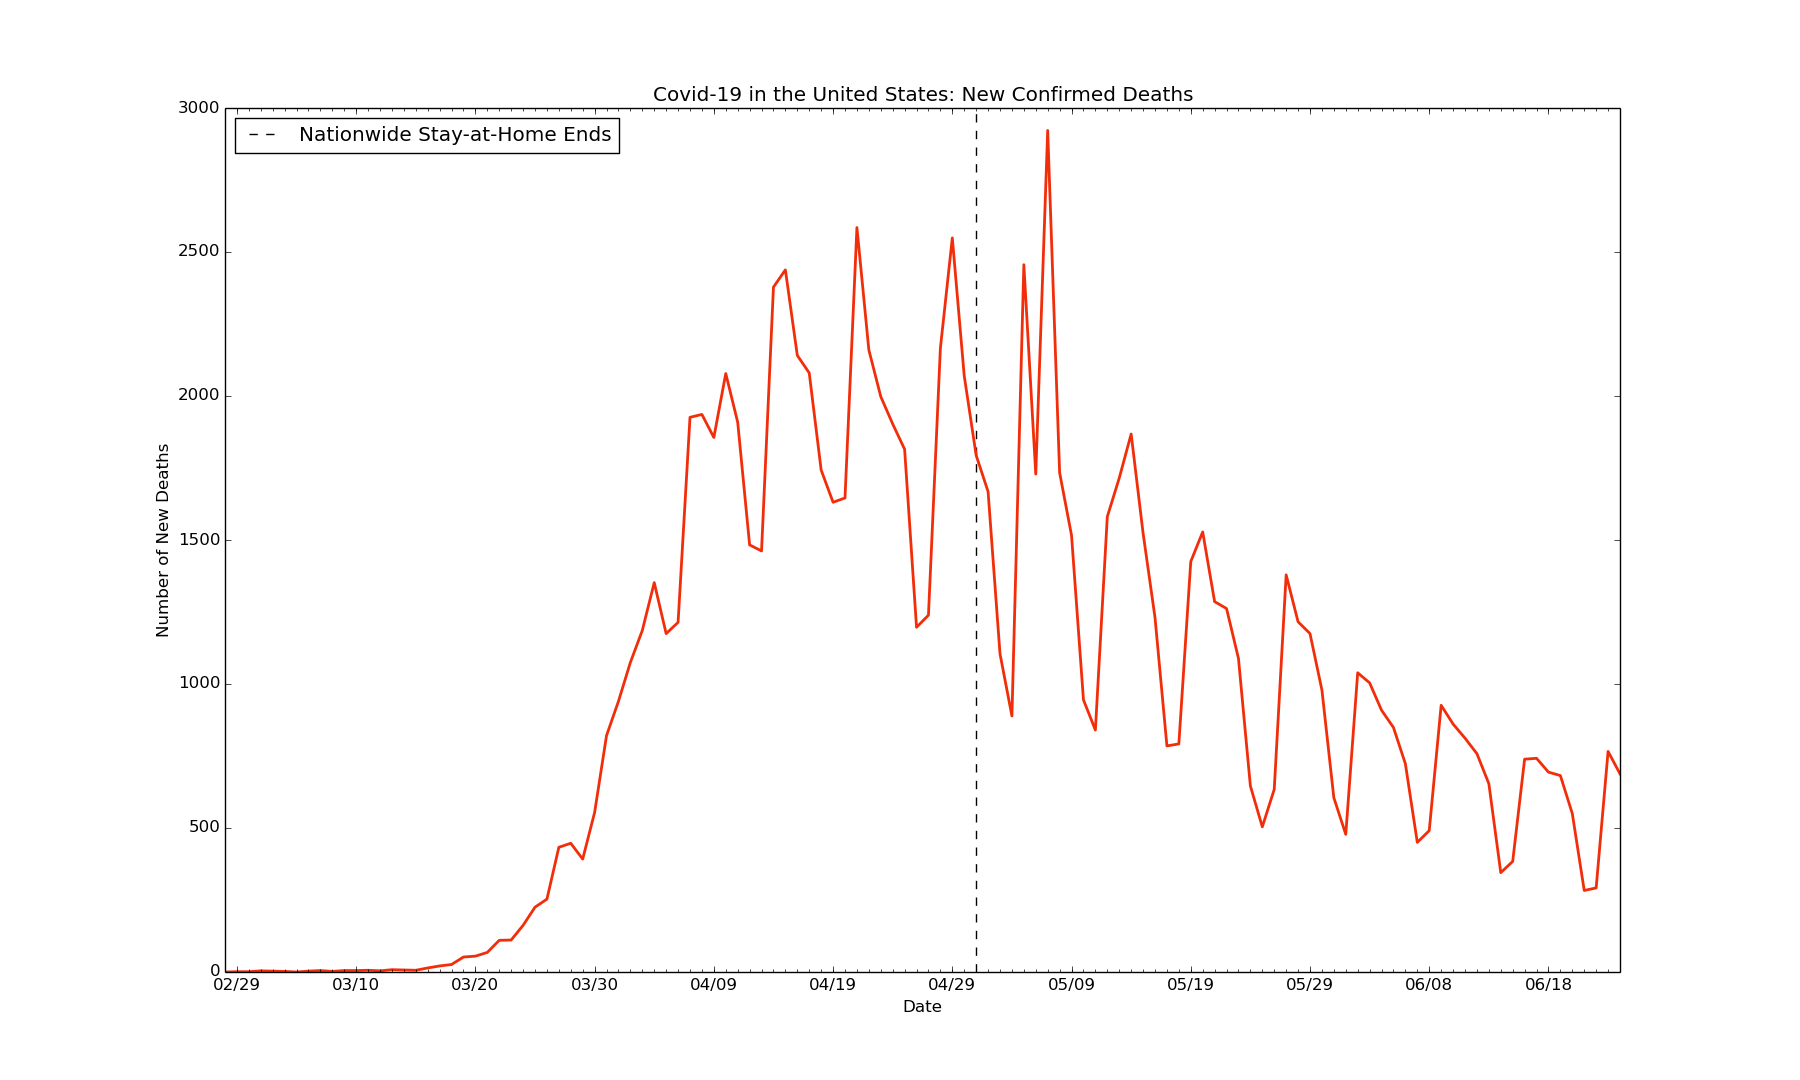 Covid-19 in the United States: New Confirmed Deaths
3000
Nationwide Stay-at-Home Ends
2500
2000
1500
1000
500
0
Number of New Deaths
02/29 03/10 03/20 03/30 04/09 04/19 04/29 05/09 05/19 05/29 06/08 06/18
Date